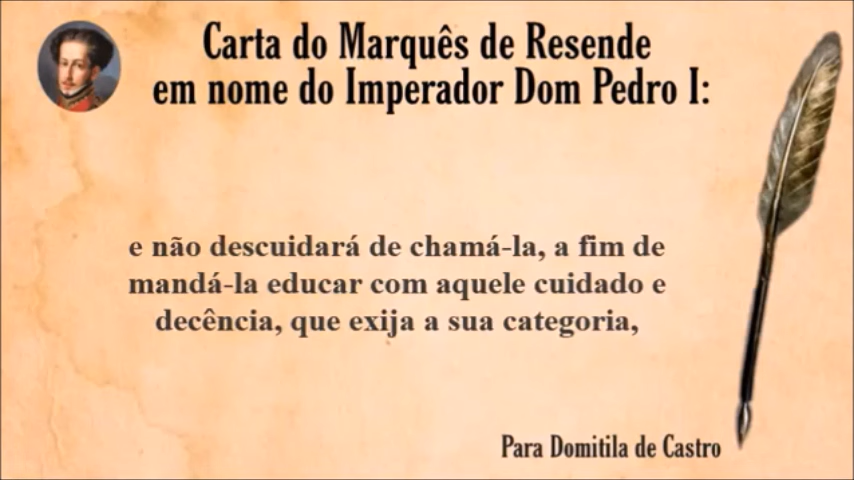 Carta do Marquês de Resende
em nome do Imperador Dom Pedro I:
e não descuidará de chamá-la, a fim de
mandá-la educar com aquele cuidado e
decência, que exija a sua categoria,
Para Domitila de Castro